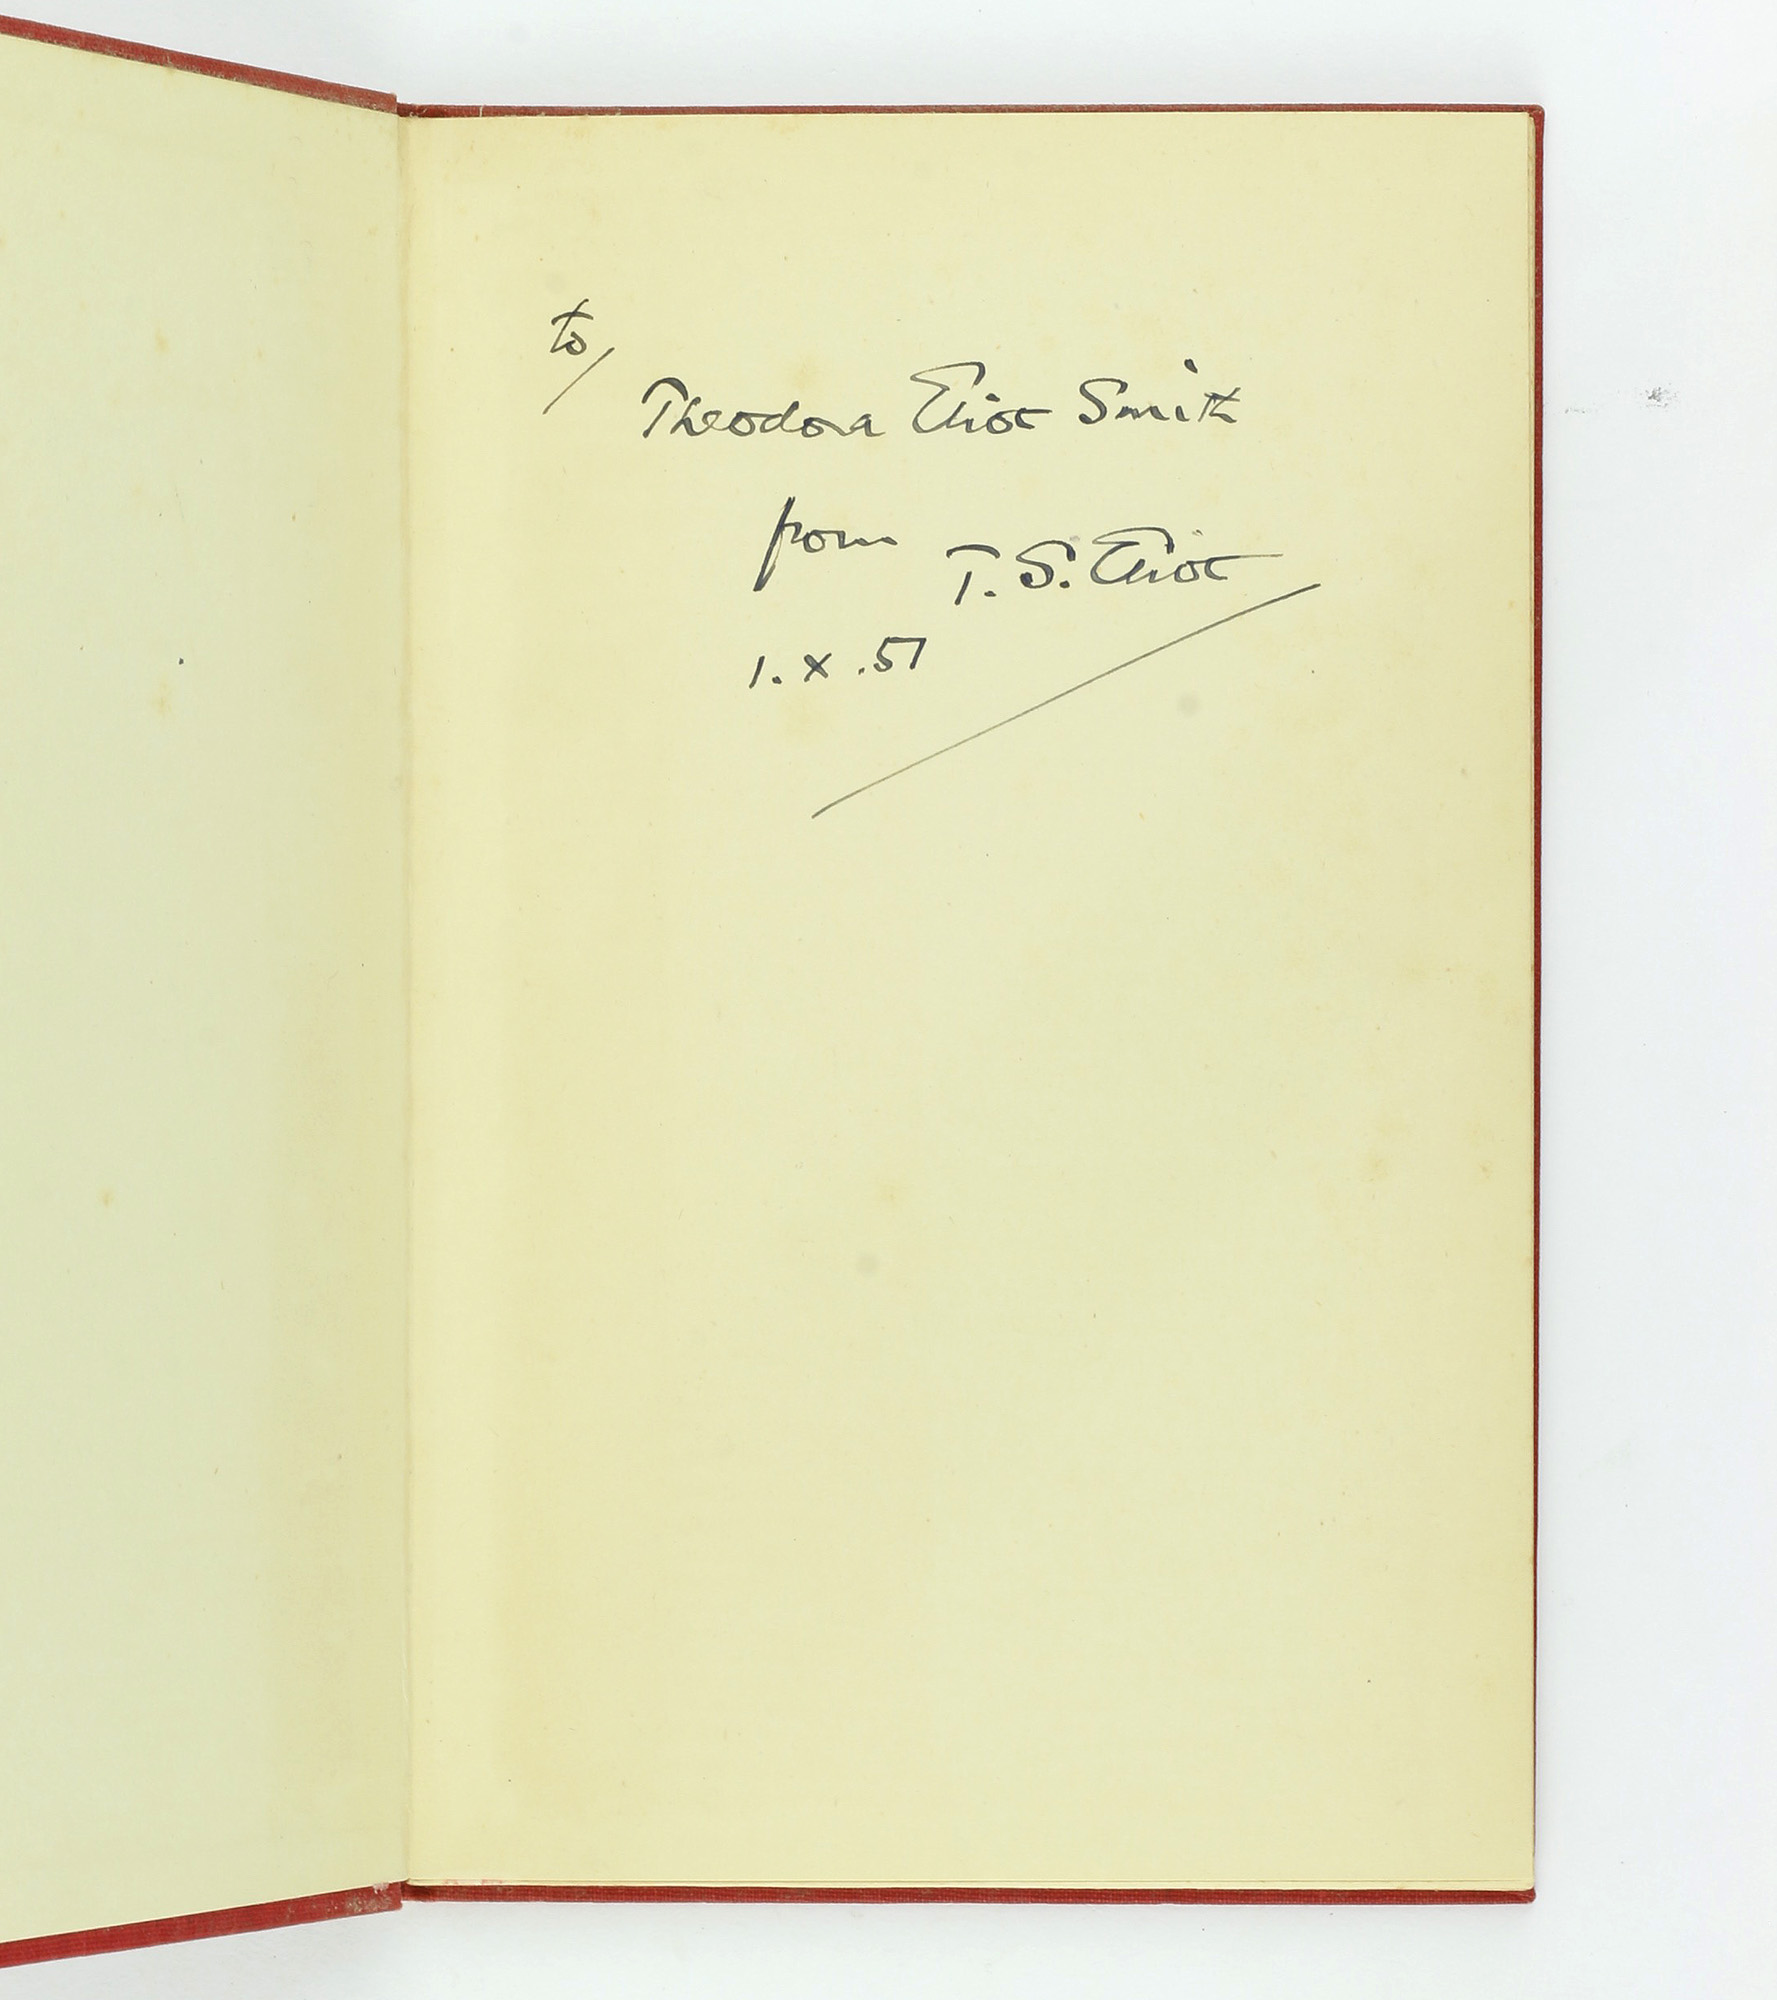 to/
Theodora Eliot Smith
from T. S. Eliot
1. X .51